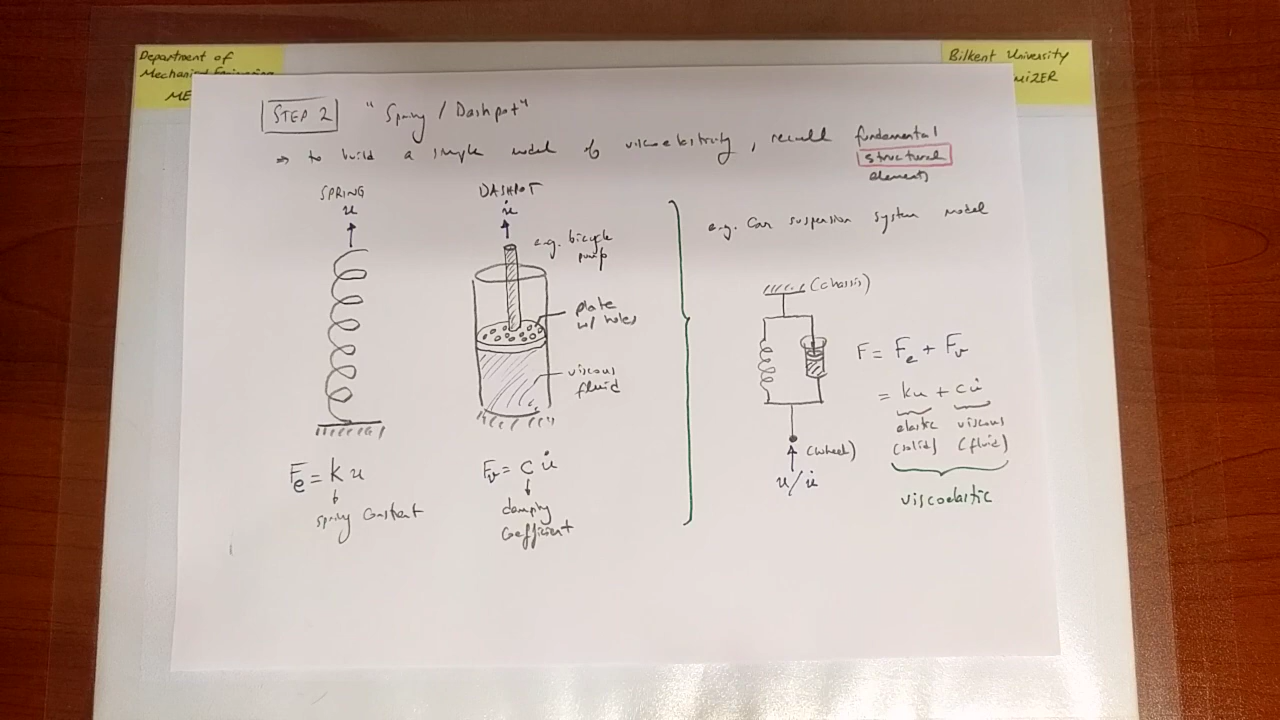 Department of
Bilkent University
STEP 2 "Spring / Dashpot"
⇒ to build a simple model of viscoelasticity, recall fundamental
structural
elements
SPRING
u
DASHPOT
u̇
e.g. bicycle
pump
plate
w/ holes
viscous
fluid
Fe = k u
spring constant
Fv = c u̇
damping
coefficient
e.g. Car suspension system model
(chassis)
(wheel)
u/u̇
F = Fe + Fv
= ku + cu̇
elastic viscous
(solid) (fluid)
viscoelastic